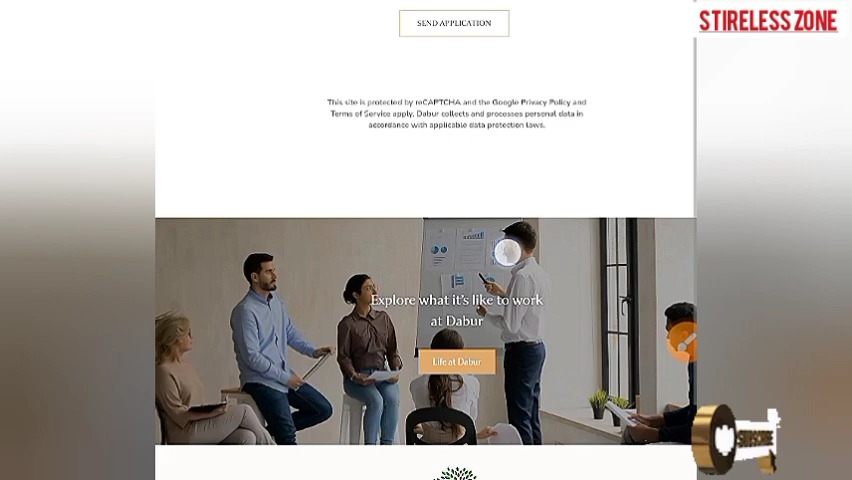 STIRELESS ZONE
SEND APPLICATION
This site is protected by reCAPTCHA and the Google Privacy Policy and
Terms of Service apply, Dabur collects and processes personal data in
accordance with applicable data protection laws.
Explore what it's like to work
at Dabur
Life at Dabur
SUBSCRIBE